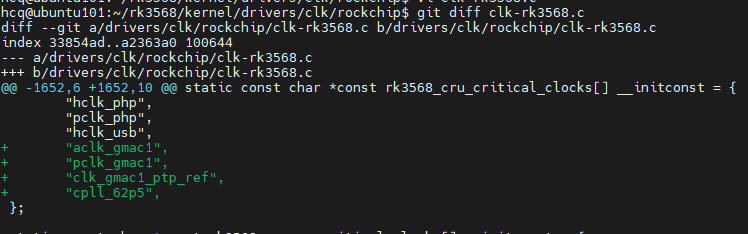 hcq@ubuntu101:~/rk3568/kernel/drivers/clk/rockchip$ git diff clk-rk3568.c
diff --git a/drivers/clk/rockchip/clk-rk3568.c b/drivers/clk/rockchip/clk-rk3568.c
index 33854ad..a2363a0 100644
--- a/drivers/clk/rockchip/clk-rk3568.c
+++ b/drivers/clk/rockchip/clk-rk3568.c
@@ -1652,6 +1652,10 @@ static const char *const rk3568_cru_critical_clocks[] __initconst = {
        "hclk_php",
        "pclk_php",
        "hclk_usb",
+       "aclk_gmac1",
+       "pclk_gmac1",
+       "clk_gmac1_ptp_ref",
+       "cpll_62p5",
 };